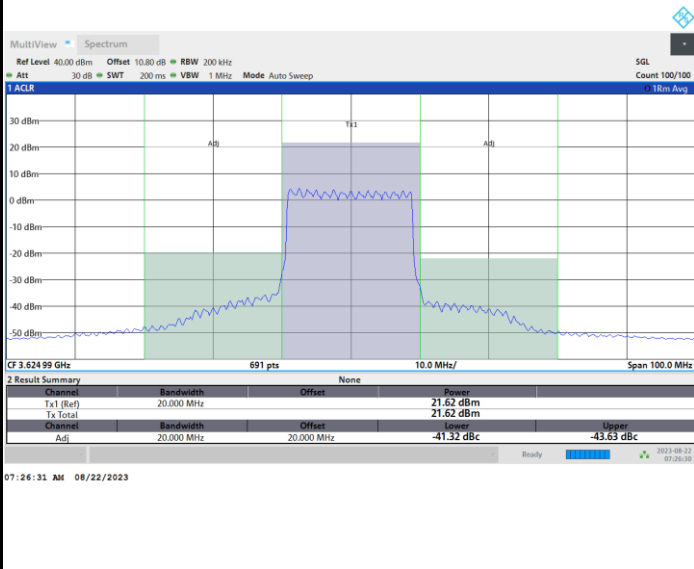 MultiView Spectrum
Ref Level 40.00 dBm Offset 10.80 dB RBW 200 kHz SGL
Att 30 dB SWT 200 ms VBW 1 MHz Mode Auto Sweep Count 100/100
1 ACLR 1Rm Avg
30 dBm
Tx1
20 dBm
Adj Adj
10 dBm
0 dBm
-10 dBm
-20 dBm
-30 dBm
-40 dBm
-50 dBm
CF 3.624 99 GHz 691 pts 10.0 MHz/ Span 100.0 MHz
2 Result Summary None
Channel Bandwidth Offset Power
Tx1 (Ref) 20.000 MHz 21.62 dBm
Tx Total 21.62 dBm
Channel Bandwidth Offset Lower Upper
Adj 20.000 MHz 20.000 MHz -41.32 dBc -43.63 dBc
Ready 2023-08-22
07:26:30
07:26:31 AM 08/22/2023